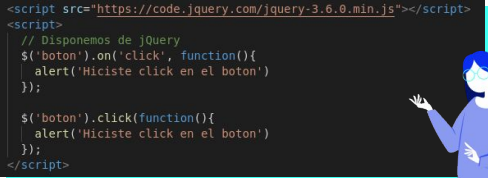 <script src="https://code.jquery.com/jquery-3.6.0.min.js"></script>
<script>
// Disponemos de jQuery
$('boton').on('click', function(){
alert('Hiciste click en el boton')
});
$('boton').click(function(){
alert('Hiciste click en el boton')
});
</script>